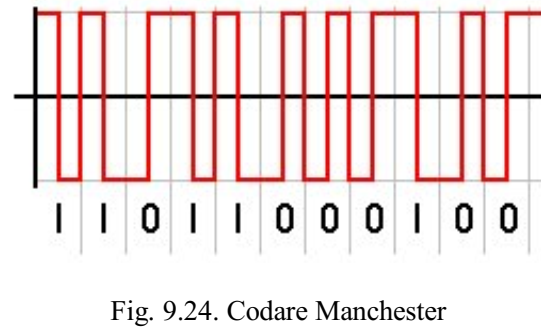 1 1 0 1 1 0 0 0 1 0 0
Fig. 9.24. Codare Manchester